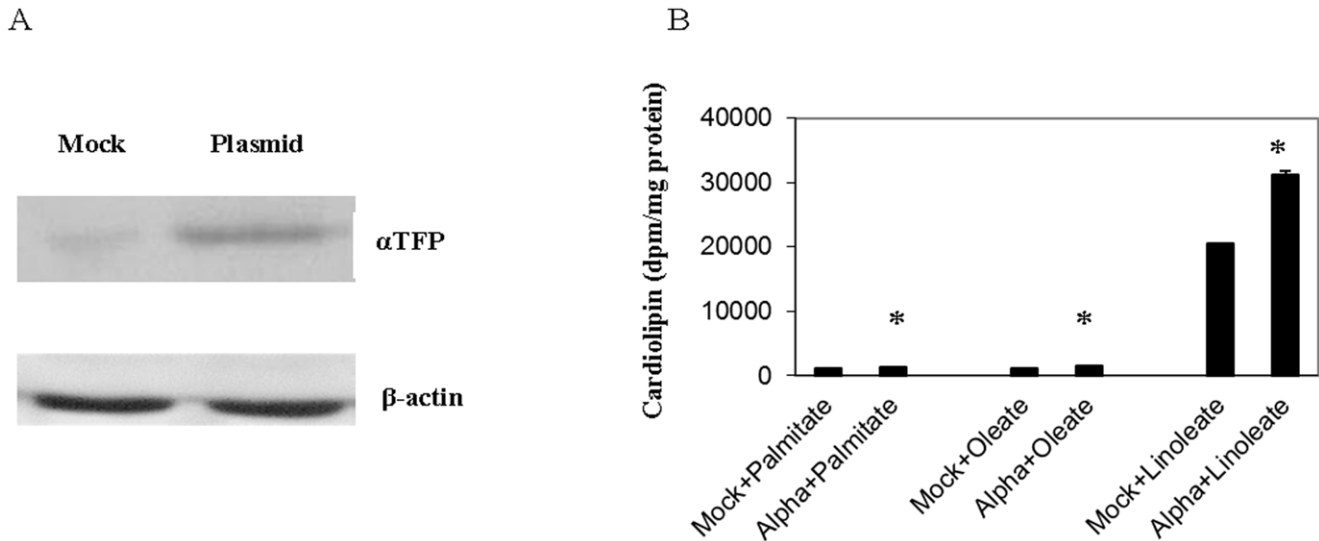 A
Mock Plasmid
αTFP
β-actin
B
Cardiolipin (dpm/mg protein)
40000
30000
20000
10000
0
*
*
*
Mock+Palmitate
Alpha+Palmitate
Mock+Oleate
Alpha+Oleate
Mock+Linoleate
Alpha+Linoleate